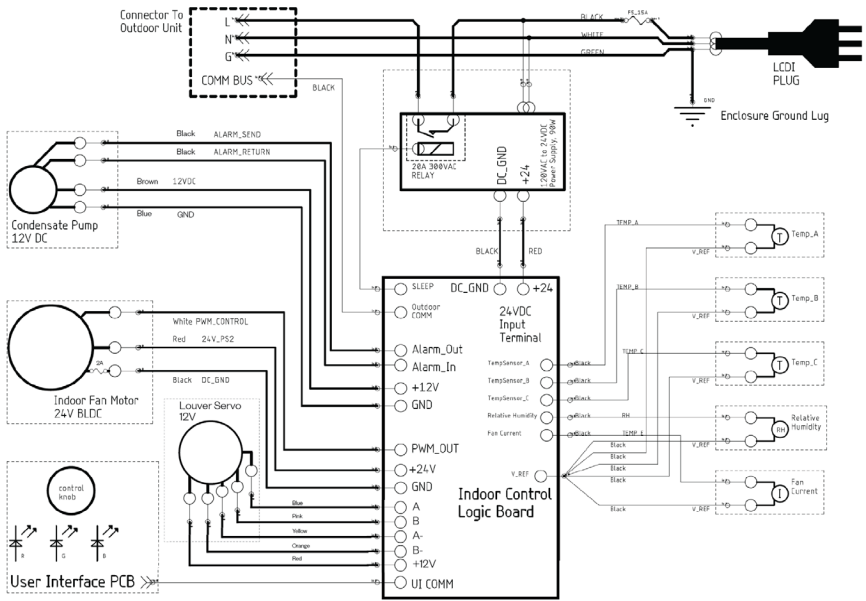 Connector To
Outdoor Unit
L
N
G
COMM BUS
BLACK
BLACK
F5_15A
WHITE
GREEN
LCDI
PLUG
GND
Enclosure Ground Lug
20A 300VAC
RELAY
DC_GND
+24
120VAC to 24VDC
Power Supply, 90W
BLACK
RED
Black ALARM_SEND
Black ALARM_RETURN
Brown 12VDC
Blue GND
Condensate Pump
12V DC
White PWM_CONTROL
Red 24V_PS2
2A
Black DC_GND
Indoor Fan Motor
24V BLDC
Louver Servo
12V
Blue
Pink
Yellow
Orange
Red
control
knob
R
G
B
User Interface PCB
SLEEP
Outdoor
COMM
Alarm_Out
Alarm_In
+12V
GND
PWM_OUT
+24V
GND
A
B
A-
B-
+12V
UI COMM
DC_GND
+24
24VDC
Input
Terminal
TempSensor_A
TempSensor_B
TempSensor_C
Relative Humidity
Fan Current
V_REF
Indoor Control
Logic Board
Black
Black
Black
Black
Black
TEMP_A
V_REF
T
Temp_A
TEMP_B
V_REF
T
Temp_B
TEMP_C
V_REF
T
Temp_C
RH
V_REF
RH
Relative
Humidity
TEMP_E
Black
Black
Black
Black
Black
V_REF
I
Fan
Current